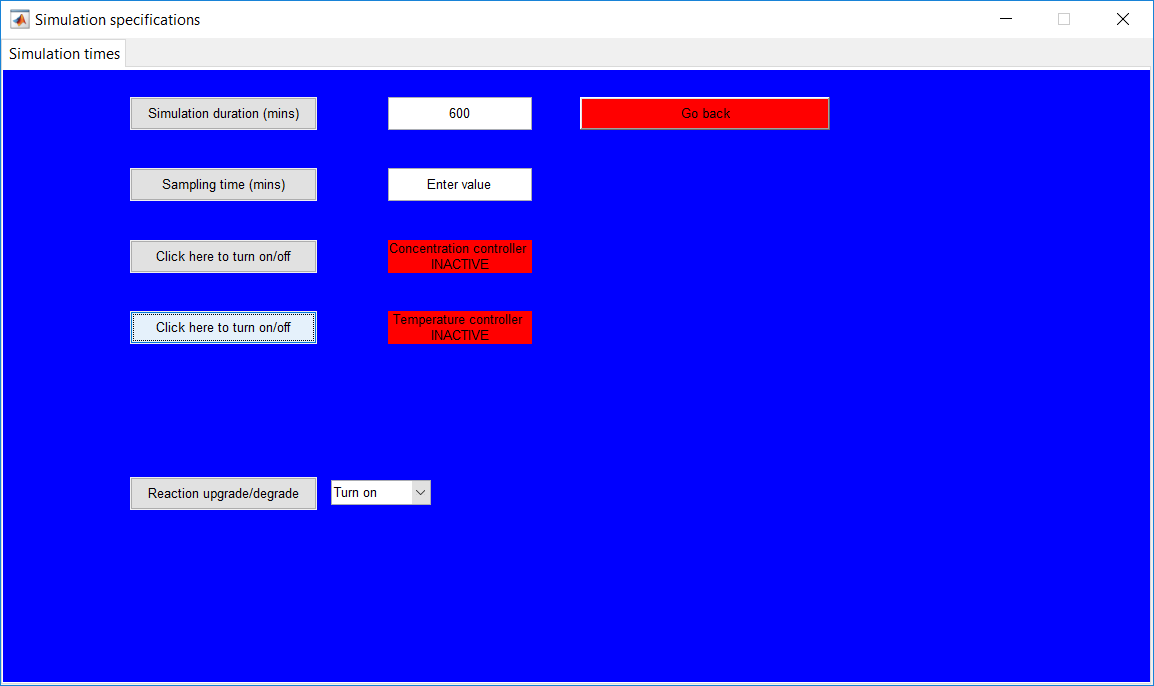 Simulation specifications
Simulation times
Simulation duration (mins)
600
Go back
Sampling time (mins)
Enter value
Click here to turn on/off
Concentration controller
INACTIVE
Click here to turn on/off
Temperature controller
INACTIVE
Reaction upgrade/degrade
Turn on